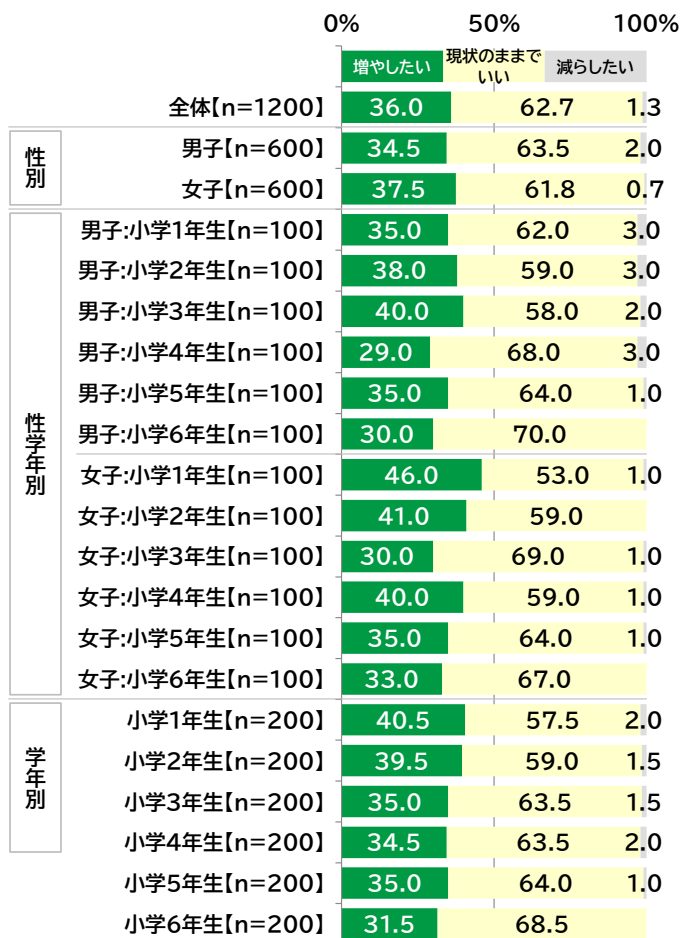 0% 50% 100%
増やしたい 現状のままで
いい 減らしたい
全体【n=1200】 36.0 62.7 1.3
性別
男子【n=600】 34.5 63.5 2.0
女子【n=600】 37.5 61.8 0.7
性学年別
男子:小学1年生【n=100】 35.0 62.0 3.0
男子:小学2年生【n=100】 38.0 59.0 3.0
男子:小学3年生【n=100】 40.0 58.0 2.0
男子:小学4年生【n=100】 29.0 68.0 3.0
男子:小学5年生【n=100】 35.0 64.0 1.0
男子:小学6年生【n=100】 30.0 70.0
女子:小学1年生【n=100】 46.0 53.0 1.0
女子:小学2年生【n=100】 41.0 59.0
女子:小学3年生【n=100】 30.0 69.0 1.0
女子:小学4年生【n=100】 40.0 59.0 1.0
女子:小学5年生【n=100】 35.0 64.0 1.0
女子:小学6年生【n=100】 33.0 67.0
学年別
小学1年生【n=200】 40.5 57.5 2.0
小学2年生【n=200】 39.5 59.0 1.5
小学3年生【n=200】 35.0 63.5 1.5
小学4年生【n=200】 34.5 63.5 2.0
小学5年生【n=200】 35.0 64.0 1.0
小学6年生【n=200】 31.5 68.5